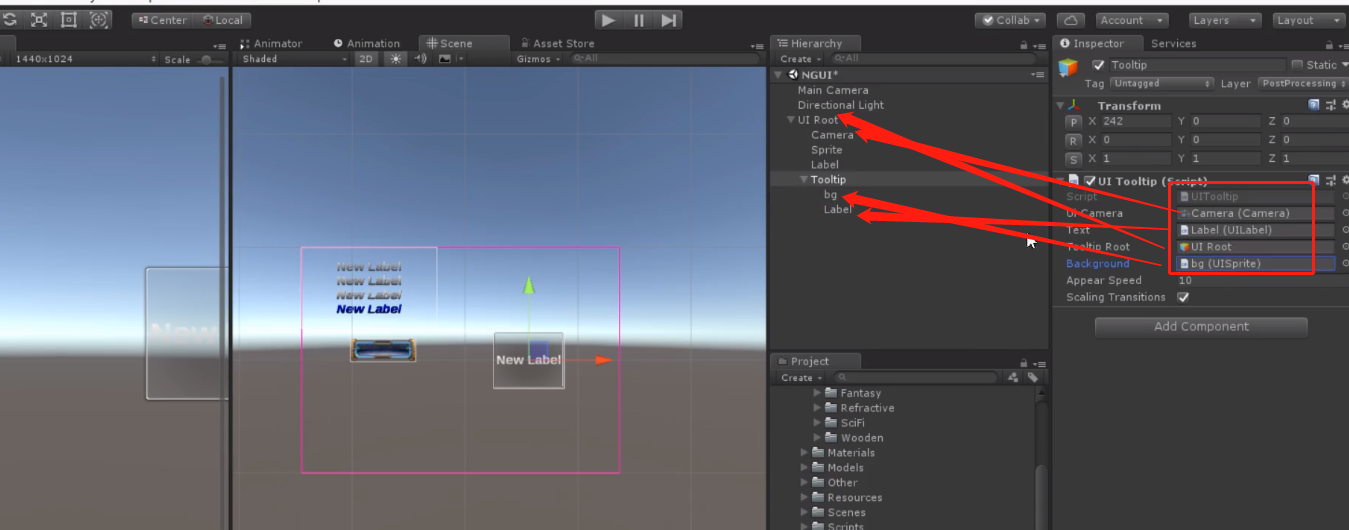 Center Local Collab Account Layers Layout
Animator Animation Scene Asset Store Hierarchy Inspector Services
1440x1024 Scale Shaded 2D Gizmos All Create All
Tooltip Static
Tag Untagged Layer PostProcessing
NGUI*
Main Camera
Directional Light
UI Root
Camera
Sprite
Label
Tooltip
bg
Label
Transform
P X 242 Y 0 Z 0
R X 0 Y 0 Z 0
S X 1 Y 1 Z 1
UI Tooltip (Script)
Script UITooltip
UI Camera Camera (Camera)
Text Label (UILabel)
Tooltip Root UI Root
Background bg (UISprite)
Appear Speed 10
Scaling Transitions
Add Component
New Label
New Label
New Label
New Label
New Label
New
Project
Create
Fantasy
Refractive
SciFi
Wooden
Materials
Models
Other
Resources
Scenes
Scripts